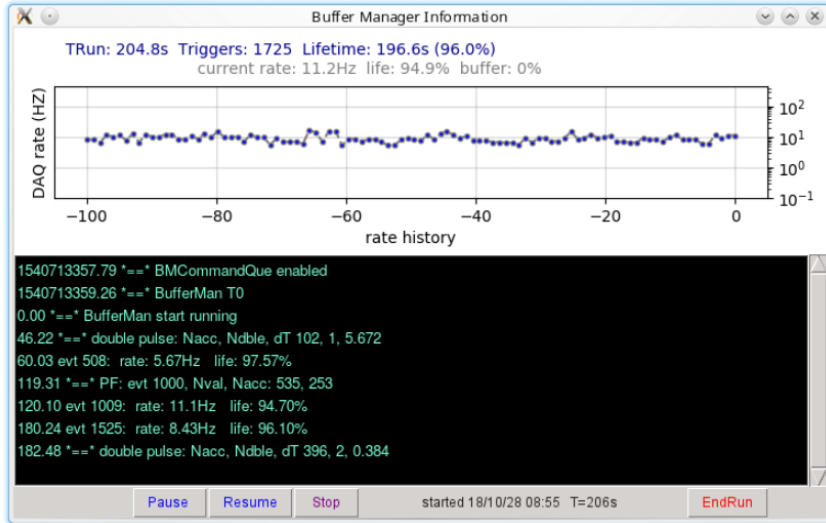 Buffer Manager Information
TRun: 204.8s  Triggers: 1725  Lifetime: 196.6s (96.0%)
current rate: 11.2Hz  life: 94.9%  buffer: 0%
DAQ rate (HZ)
10²
10¹
10⁰
10⁻¹
−100 −80 −60 −40 −20 0
rate history
1540713357.79 *==* BMCommandQue enabled
1540713359.26 *==* BufferMan T0
0.00 *==* BufferMan start running
46.22 *==* double pulse: Nacc, Ndble, dT 102, 1, 5.672
60.03 evt 508:  rate: 5.67Hz   life: 97.57%
119.31 *==* PF: evt 1000, Nval, Nacc: 535, 253
120.10 evt 1009:  rate: 11.1Hz   life: 94.70%
180.24 evt 1525:  rate: 8.43Hz   life: 96.10%
182.48 *==* double pulse: Nacc, Ndble, dT 396, 2, 0.384
Pause Resume Stop started 18/10/28 08:55  T=206s EndRun